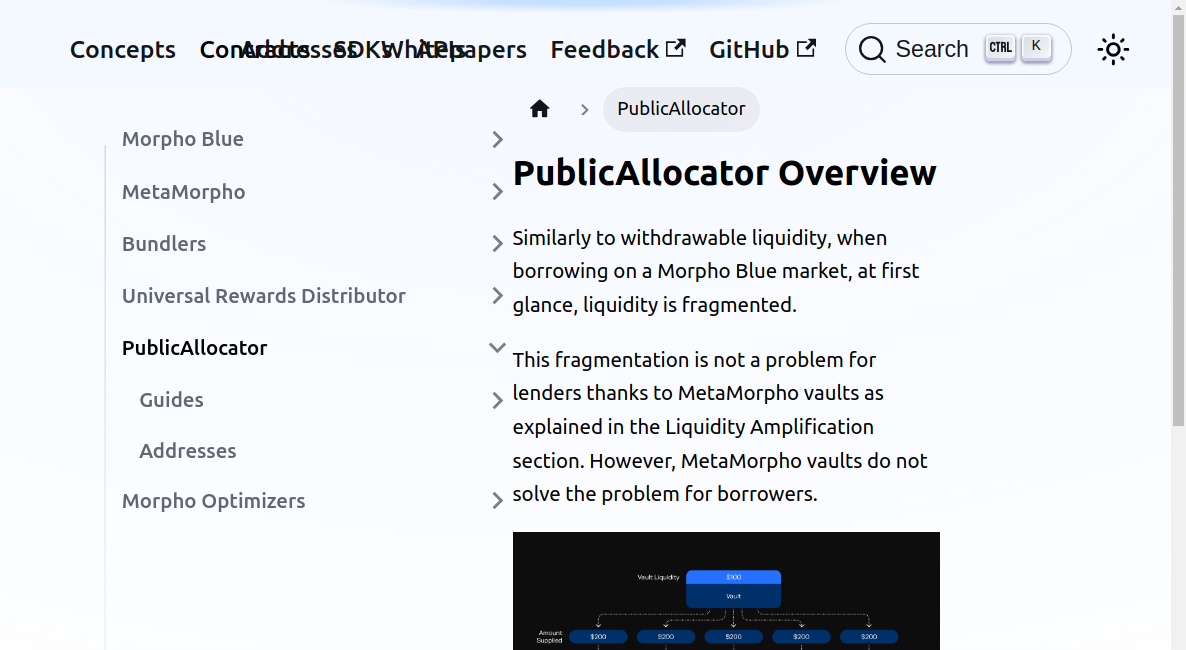 Concepts Contracts Addresses SDKs Whitepapers APIs Feedback GitHub Search CTRL K
PublicAllocator
Morpho Blue
MetaMorpho
Bundlers
Universal Rewards Distributor
PublicAllocator
Guides
Addresses
Morpho Optimizers
PublicAllocator Overview
Similarly to withdrawable liquidity, when
borrowing on a Morpho Blue market, at first
glance, liquidity is fragmented.
This fragmentation is not a problem for
lenders thanks to MetaMorpho vaults as
explained in the Liquidity Amplification
section. However, MetaMorpho vaults do not
solve the problem for borrowers.
Vault Liquidity $100
Vault
Amount
Supplied $200 $200 $200 $200 $200